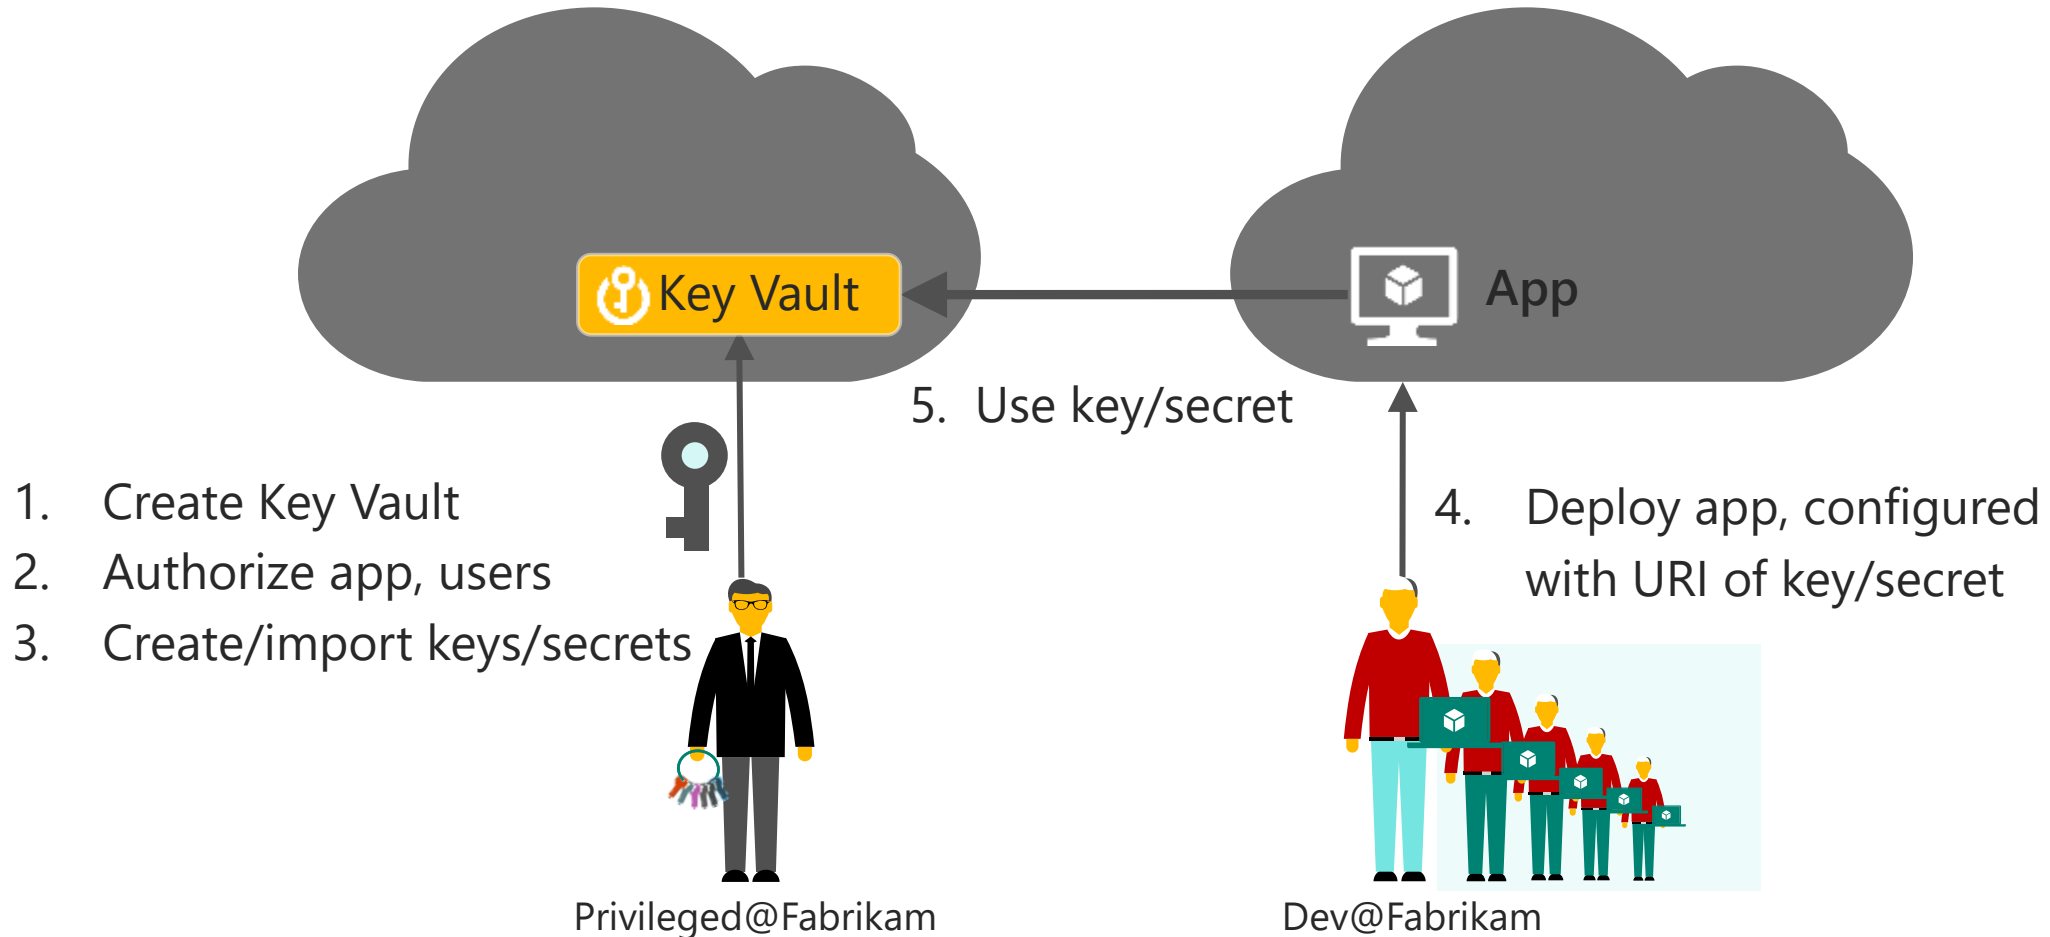 Key Vault
App
5. Use key/secret
1. Create Key Vault
2. Authorize app, users
3. Create/import keys/secrets
4. Deploy app, configured
with URI of key/secret
Privileged@Fabrikam
Dev@Fabrikam